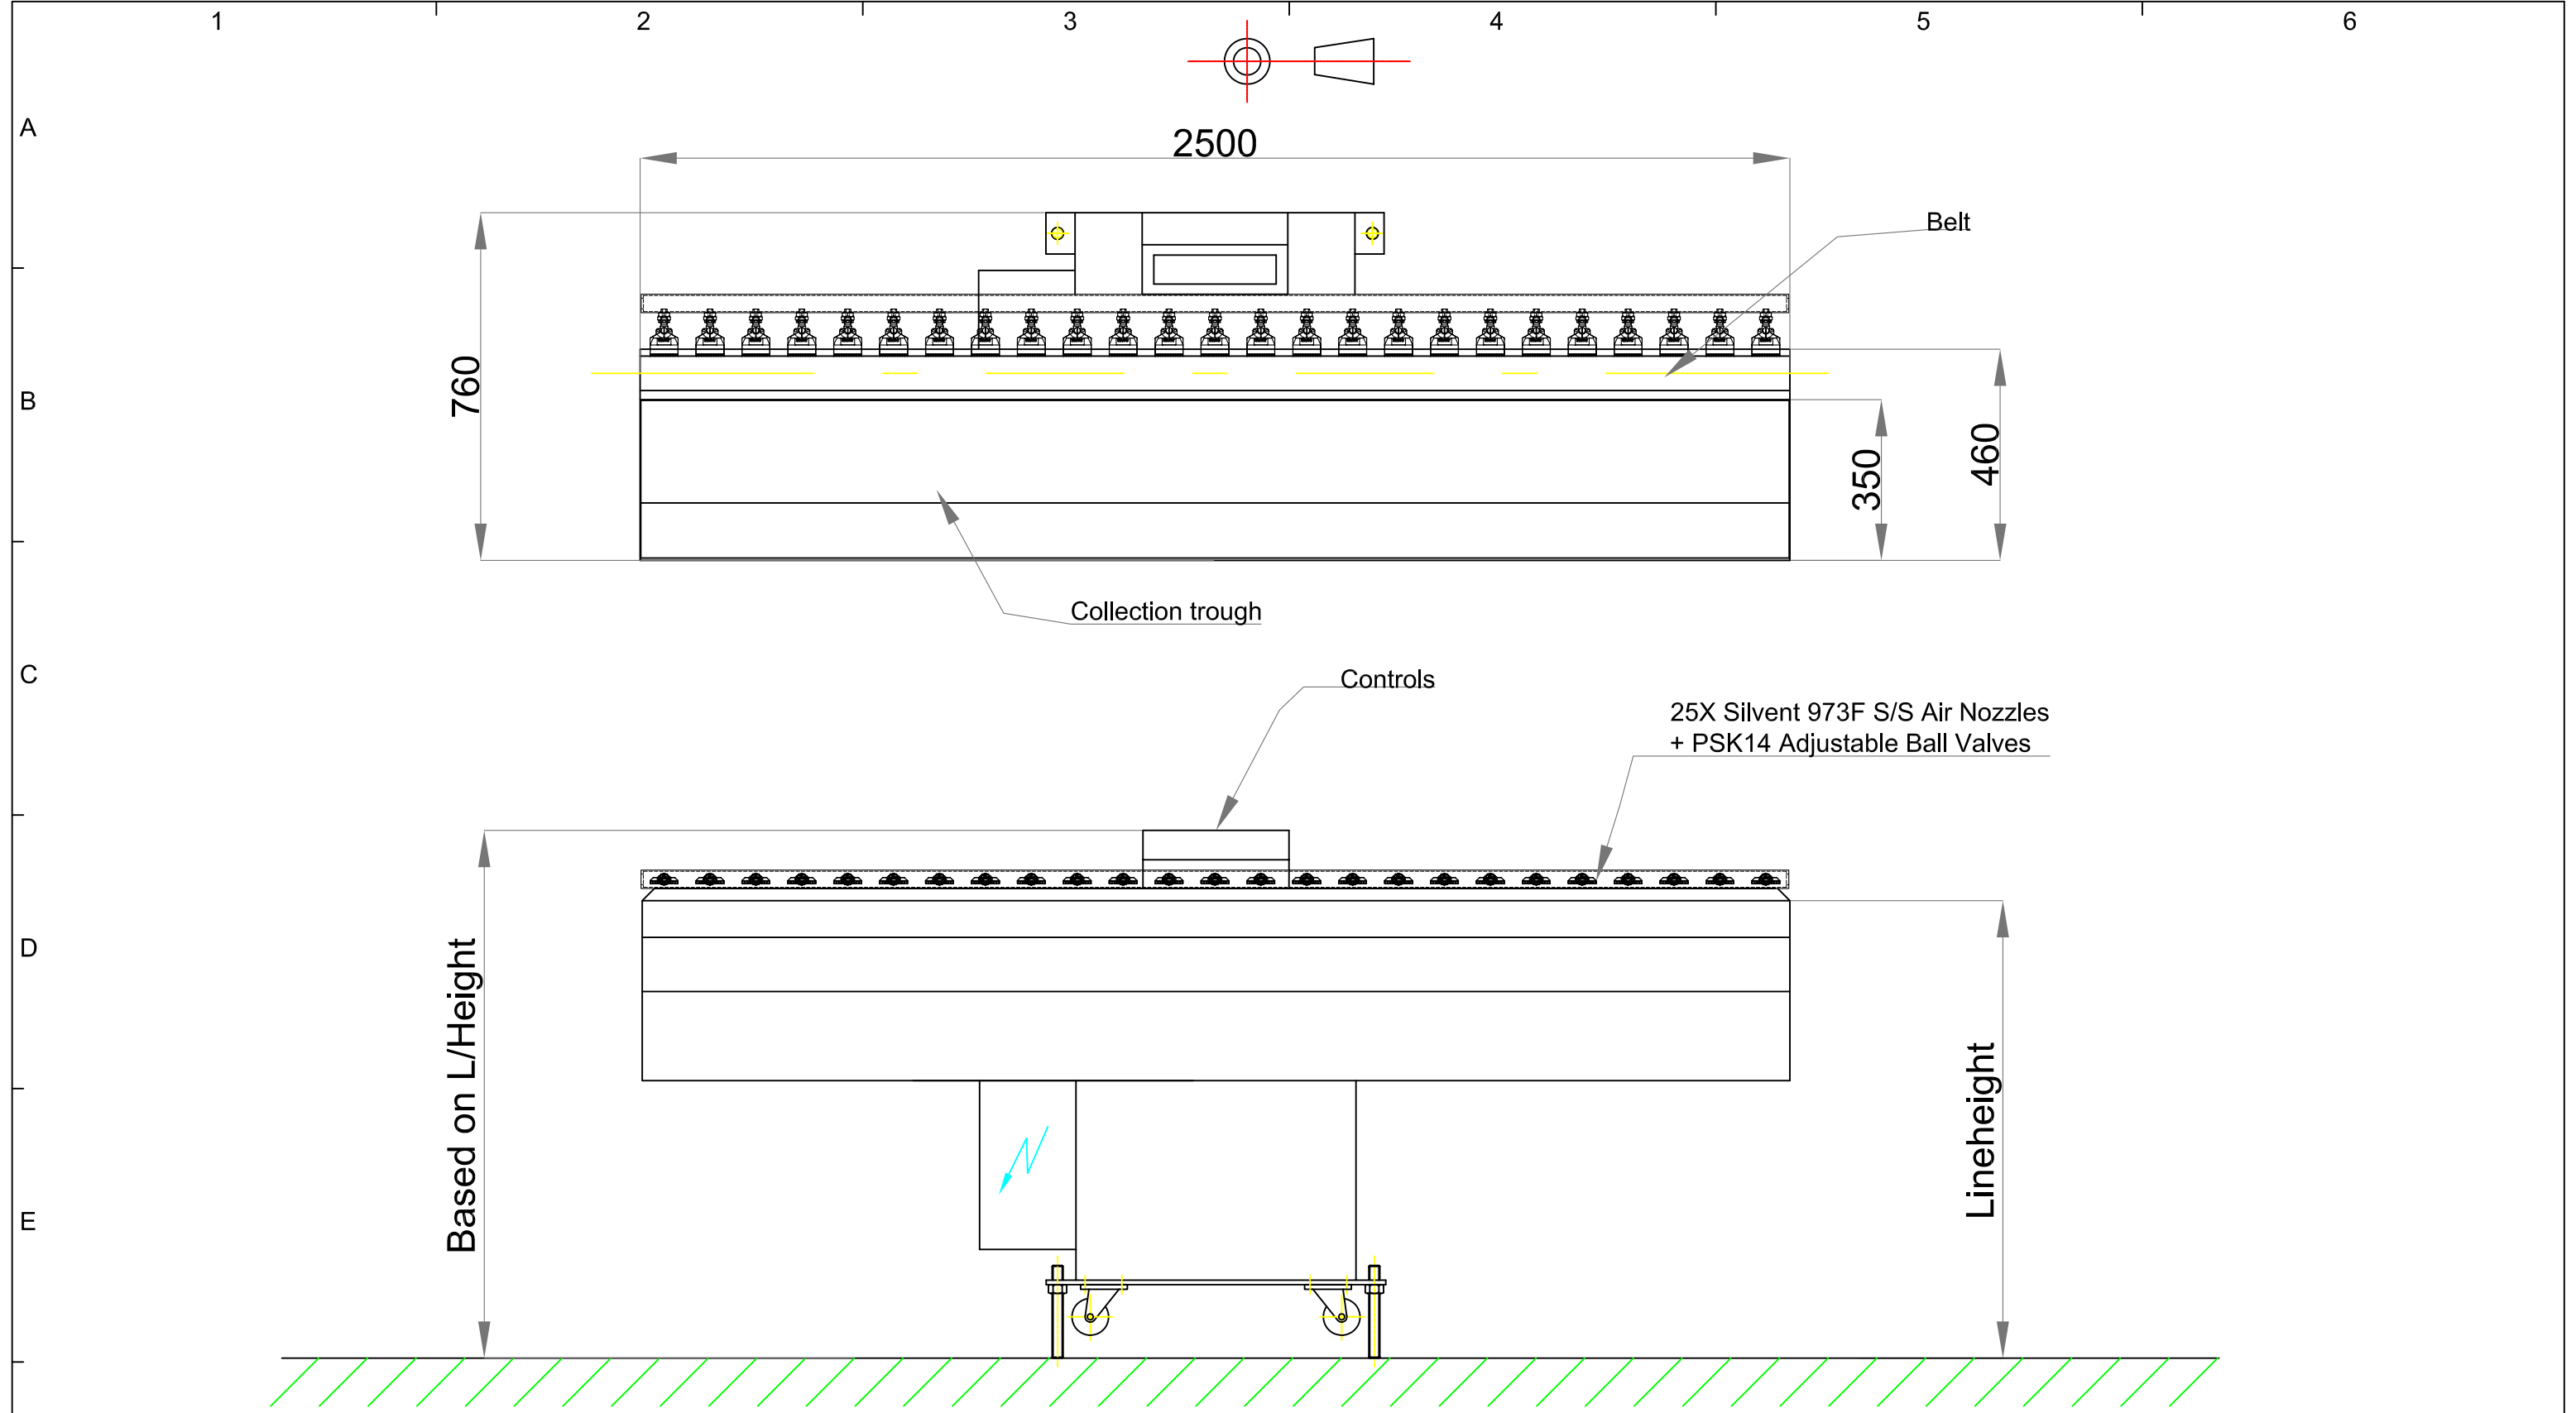 1 2 3 4 5 6
A
2500
Belt
760
B
350
460
Collection trough
C
Controls
25X Silvent 973F S/S Air Nozzles
+ PSK14 Adjustable Ball Valves
D
Based on L/Height
Lineheight
E